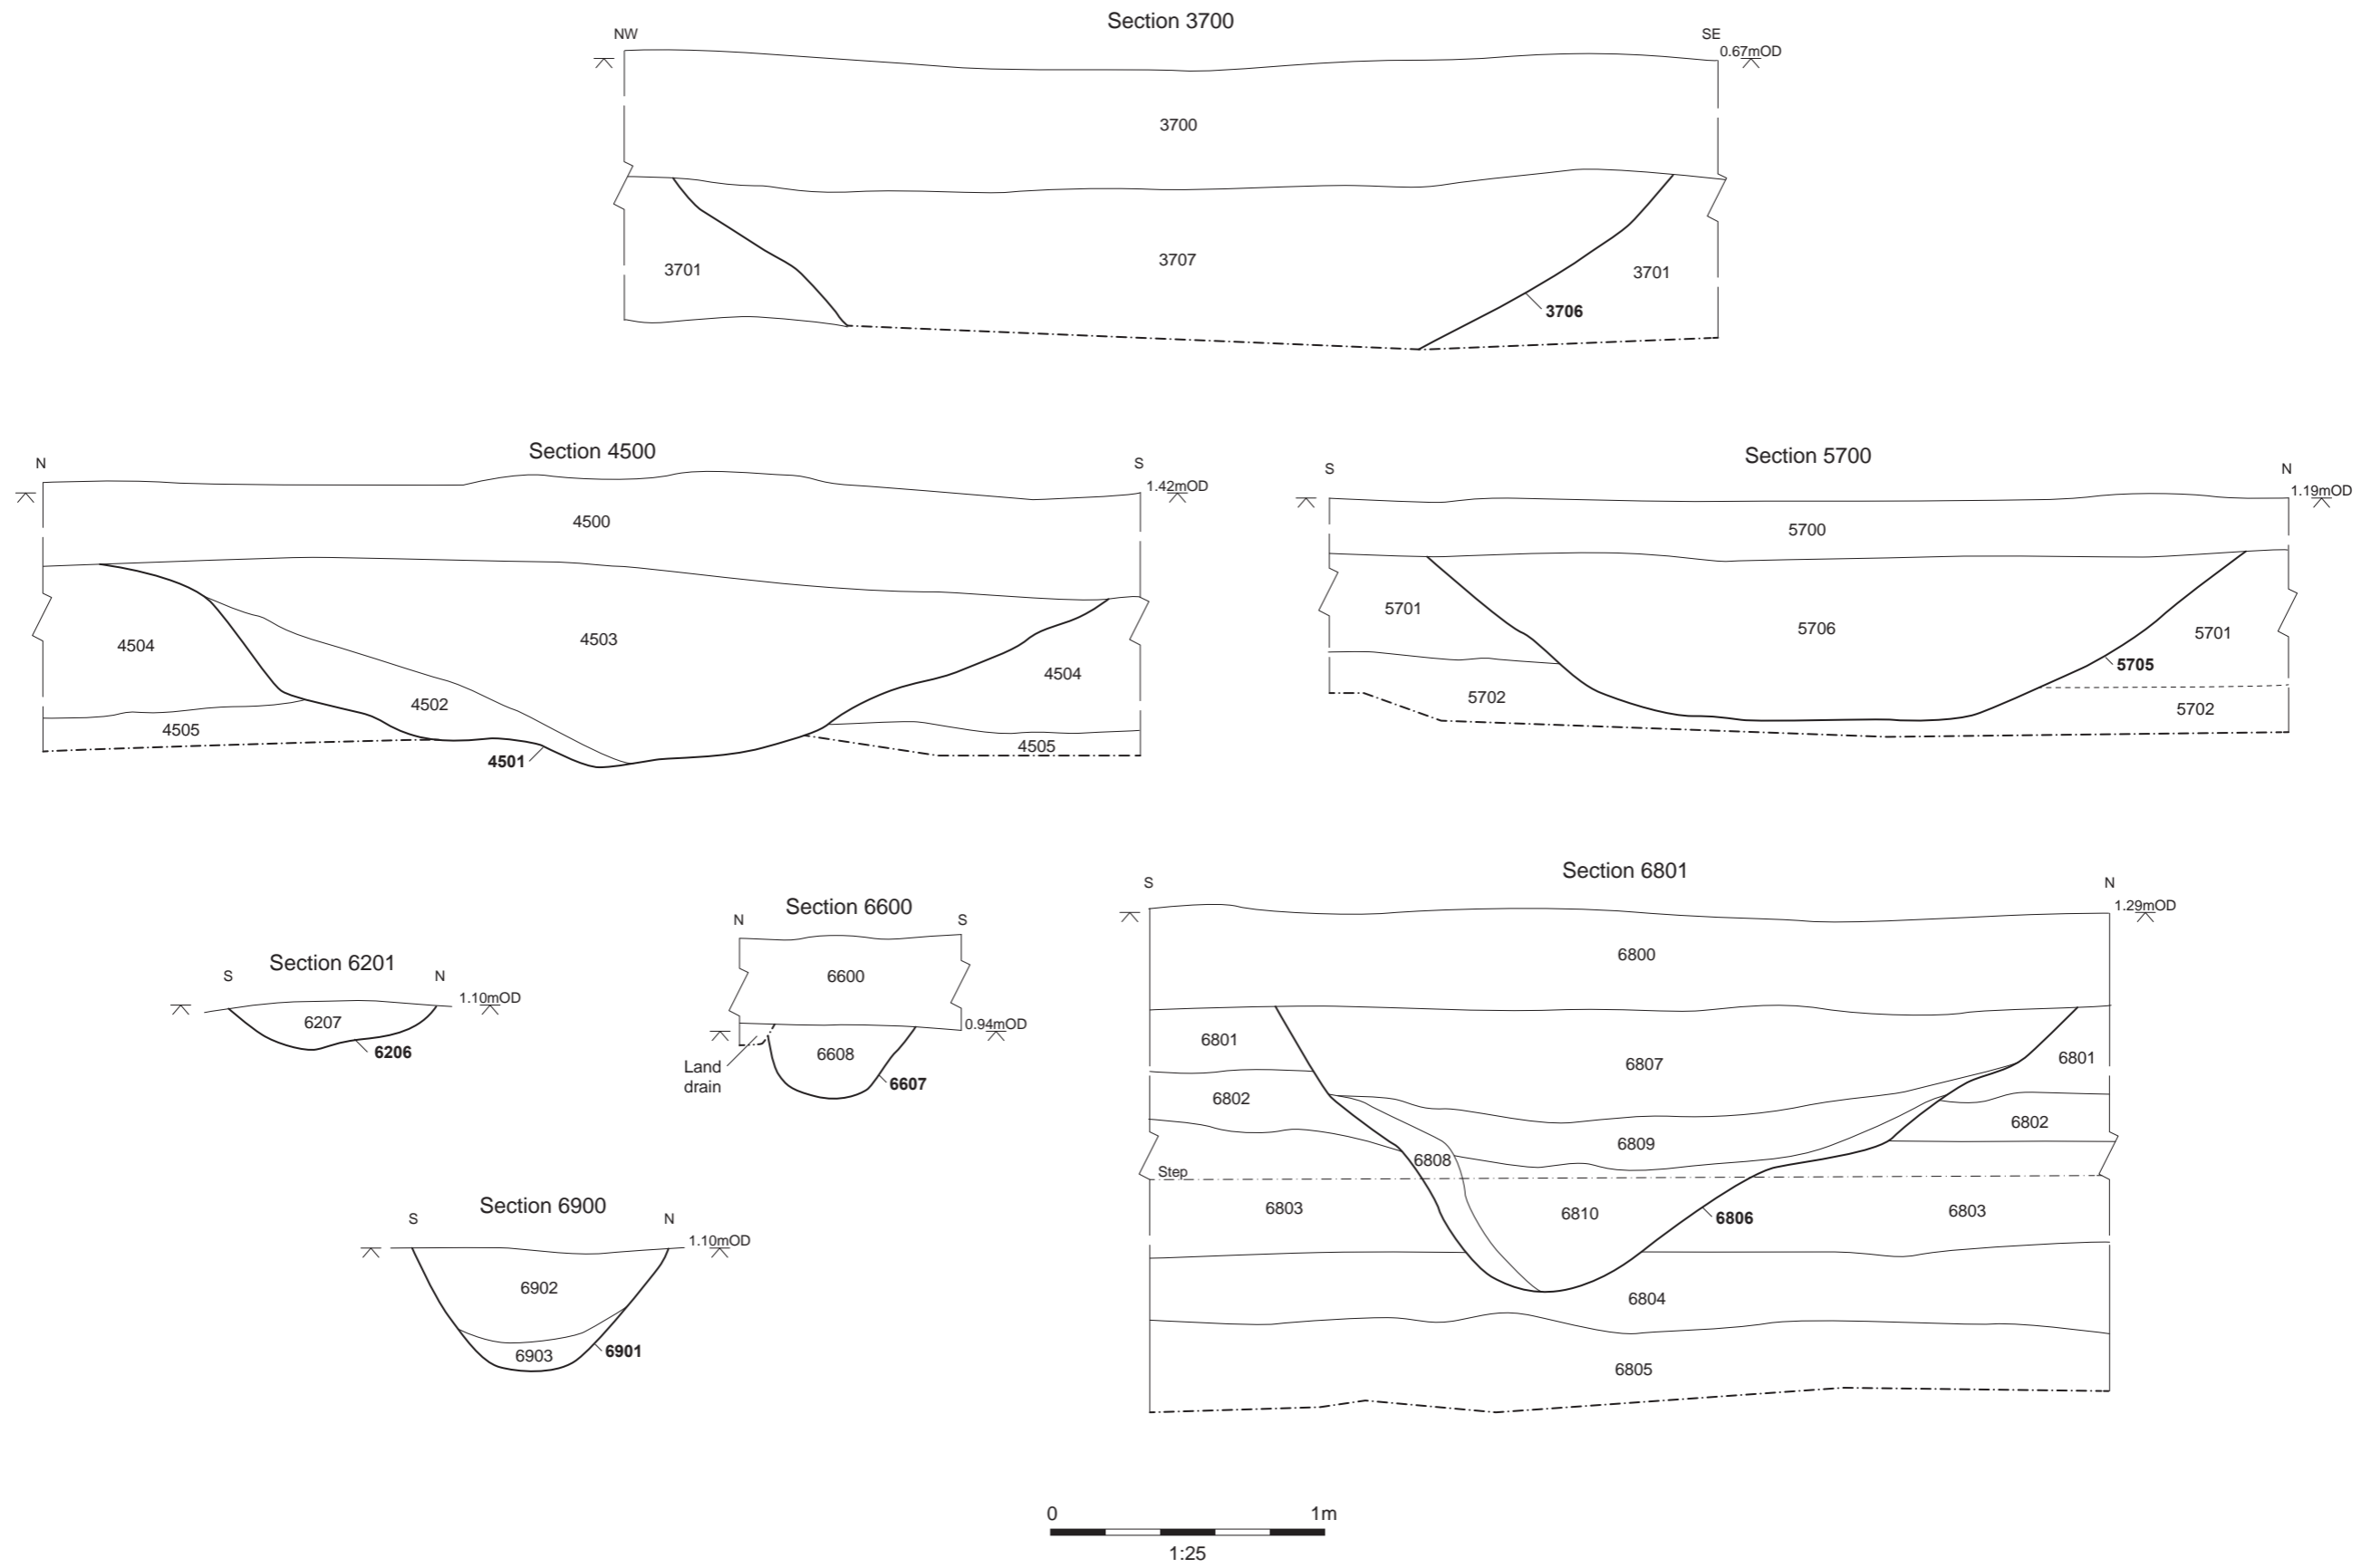 Section 3700
NW
SE
0.67mOD
3700
3701
3707
3701
3706
Section 4500
N
S
1.42mOD
4500
4504
4503
4504
4502
4505
4505
4501
Section 5700
S
N
1.19mOD
5700
5701
5706
5701
5705
5702
5702
Section 6201
S
N
1.10mOD
6207
6206
Section 6600
N
S
6600
0.94mOD
6608
Land
drain
6607
Section 6801
S
N
1.29mOD
6800
6801
6807
6801
6802
6802
6809
6808
Step
6803
6810
6806
6803
6804
6805
Section 6900
S
N
1.10mOD
6902
6903
6901
0
1m
1:25